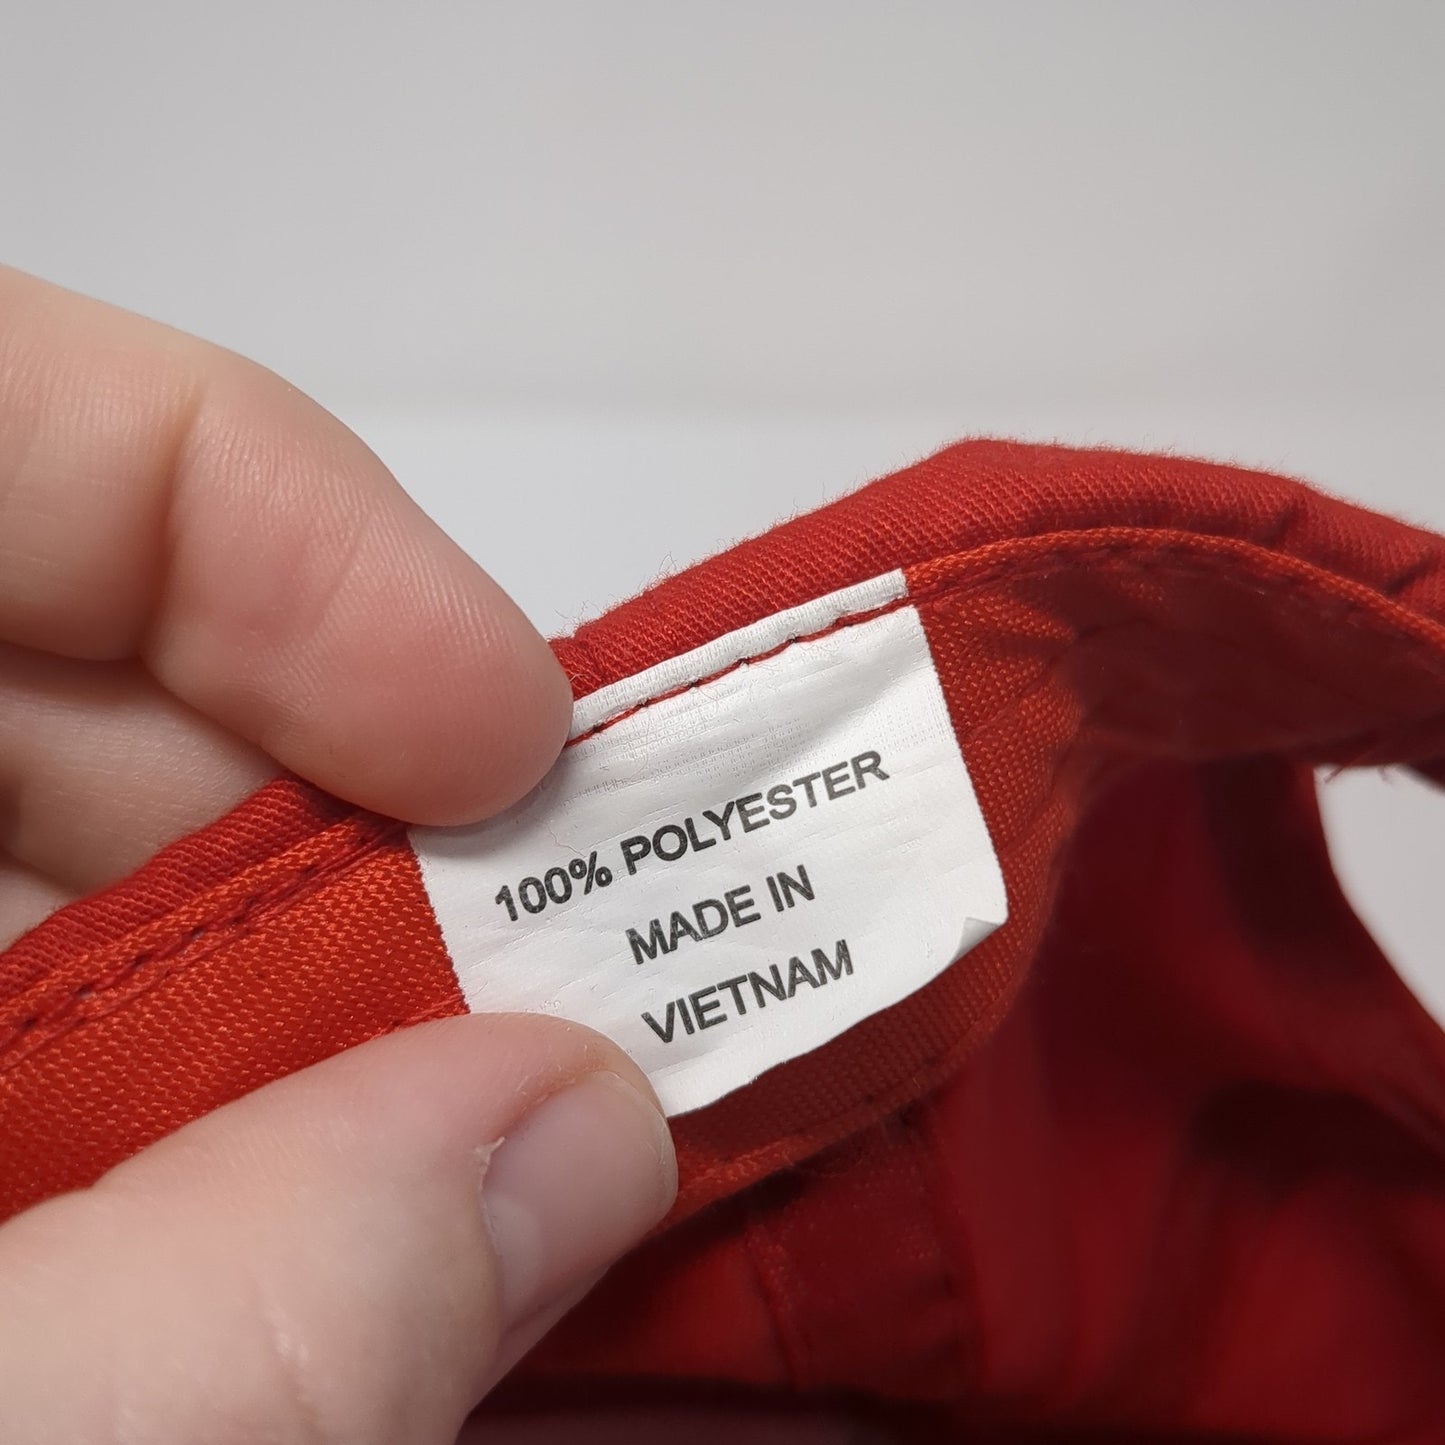 100% POLYESTER
MADE IN
VIETNAM